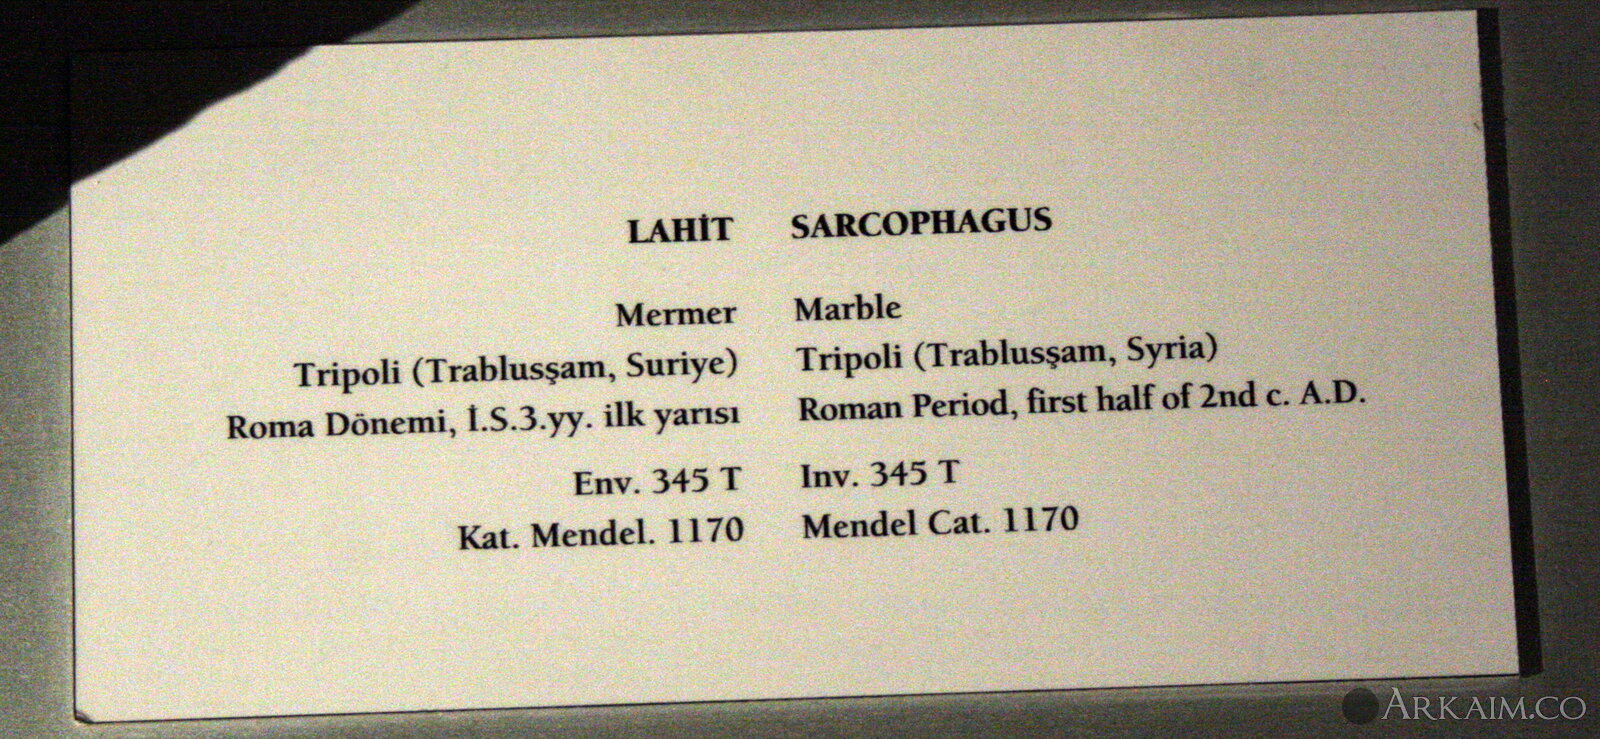 LAHİT SARCOPHAGUS
Mermer Marble
Tripoli (Trablusşam, Suriye) Tripoli (Trablusşam, Syria)
Roma Dönemi, İ.S.3.yy. ilk yarısı Roman Period, first half of 2nd c. A.D.
Env. 345 T Inv. 345 T
Kat. Mendel. 1170 Mendel Cat. 1170
ARKAIM.CO